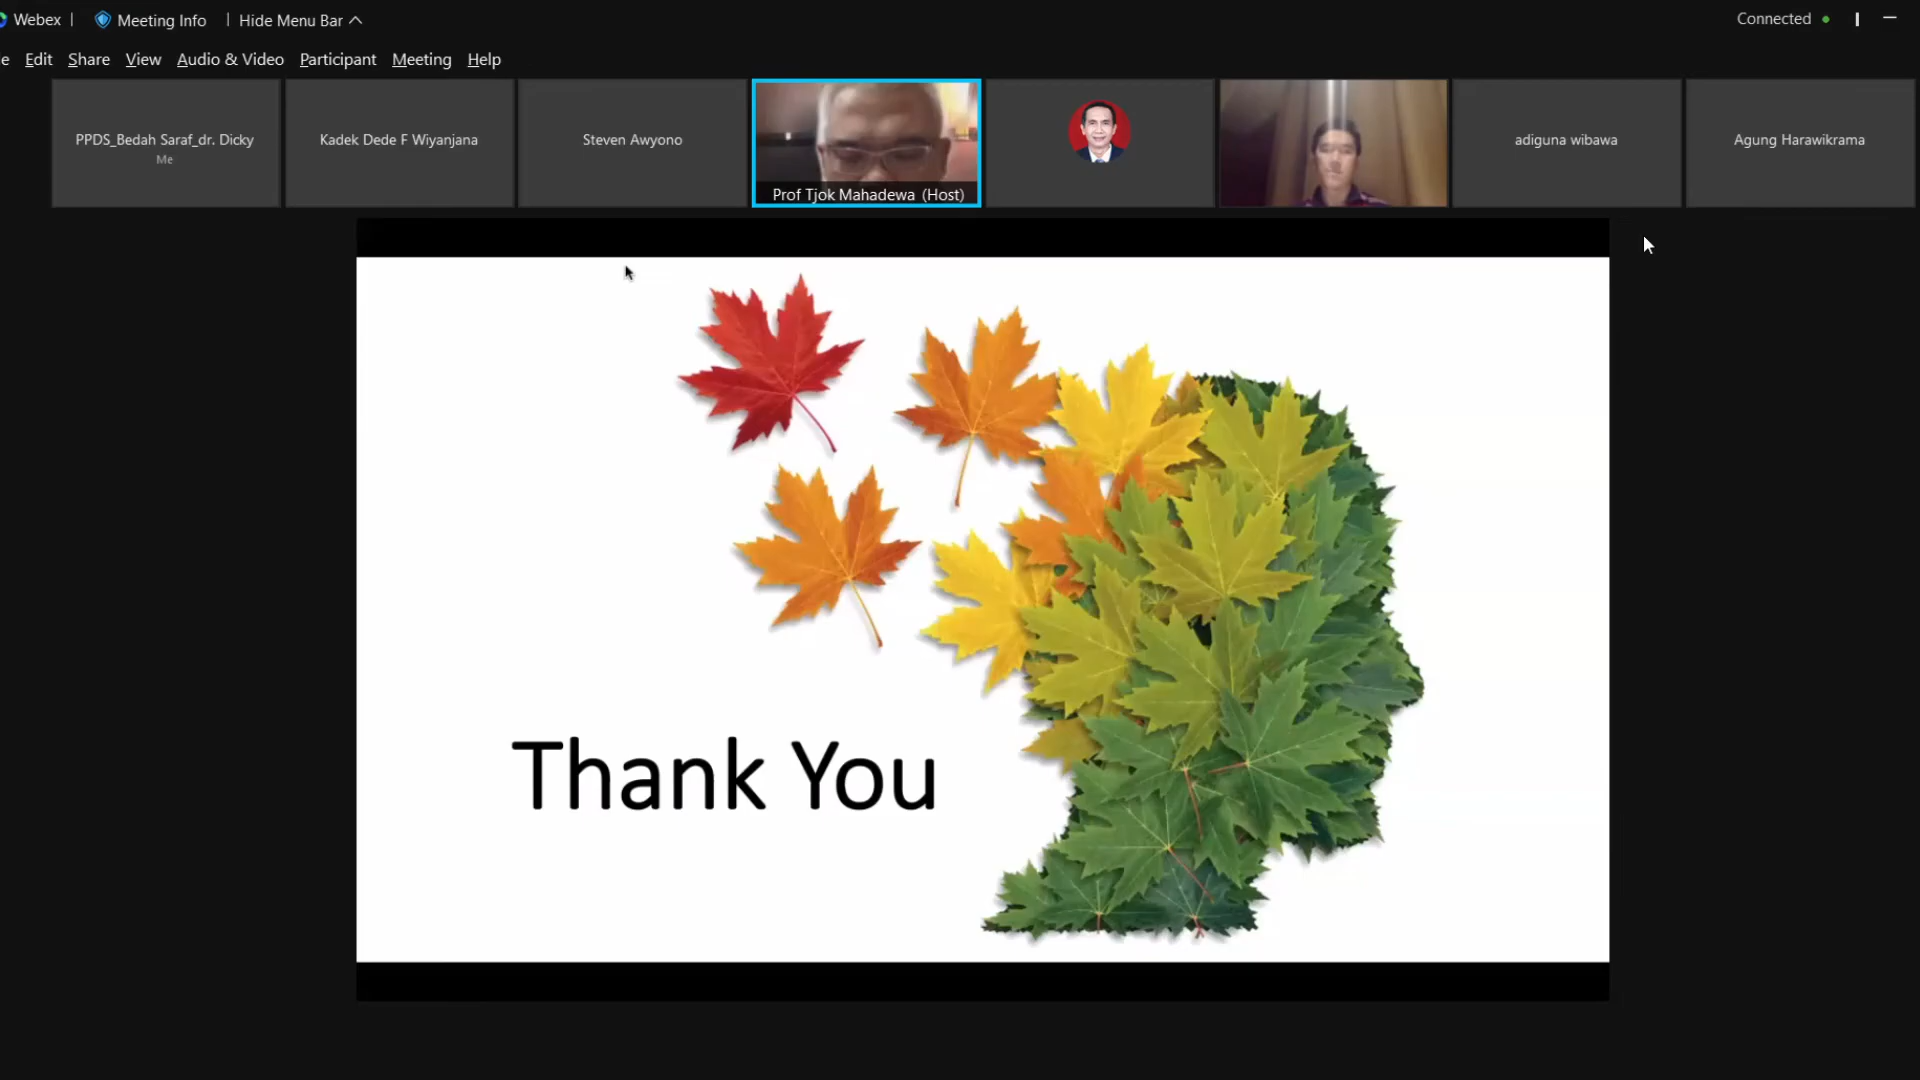 Webex | Meeting Info | Hide Menu Bar
Connected
e Edit Share View Audio & Video Participant Meeting Help
PPDS_Bedah Saraf_dr. Dicky
Me
Kadek Dede F Wiyanjana
Steven Awyono
Prof Tjok Mahadewa (Host)
adiguna wibawa
Agung Harawikrama
Thank You